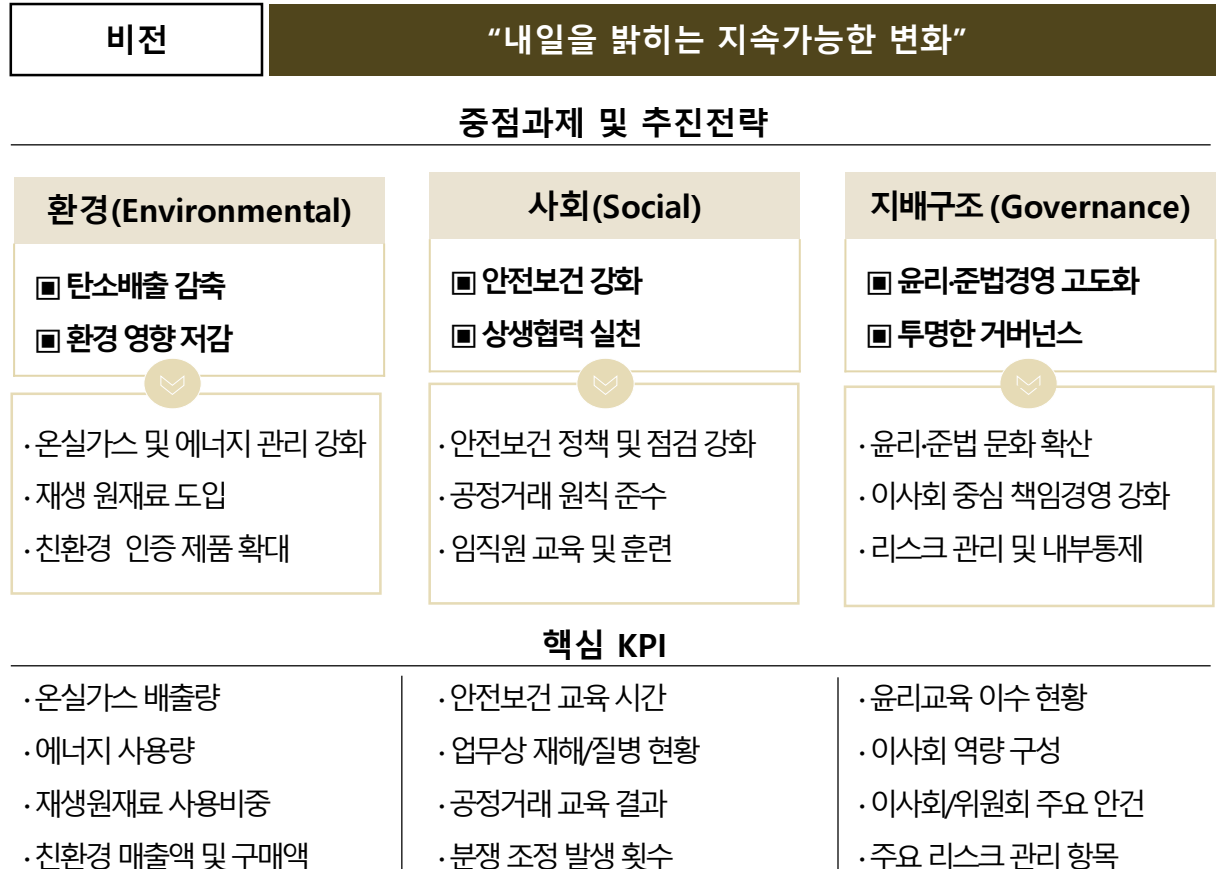 비전
“내일을 밝히는 지속가능한 변화”
중점과제 및 추진전략
환경(Environmental)
▣ 탄소배출 감축
▣ 환경 영향 저감
· 온실가스 및 에너지 관리 강화
· 재생 원재료 도입
· 친환경 인증 제품 확대
사회(Social)
▣ 안전보건 강화
▣ 상생협력 실천
· 안전보건 정책 및 점검 강화
· 공정거래 원칙 준수
· 임직원 교육 및 훈련
지배구조 (Governance)
▣ 윤리·준법경영 고도화
▣ 투명한 거버넌스
· 윤리·준법 문화 확산
· 이사회 중심 책임경영 강화
· 리스크 관리 및 내부통제
핵심 KPI
· 온실가스 배출량
· 에너지 사용량
· 재생원재료 사용비중
· 친환경 매출액 및 구매액
· 안전보건 교육 시간
· 업무상 재해/질병 현황
· 공정거래 교육 결과
· 분쟁 조정 발생 횟수
· 윤리교육 이수 현황
· 이사회 역량 구성
· 이사회/위원회 주요 안건
· 주요 리스크 관리 항목